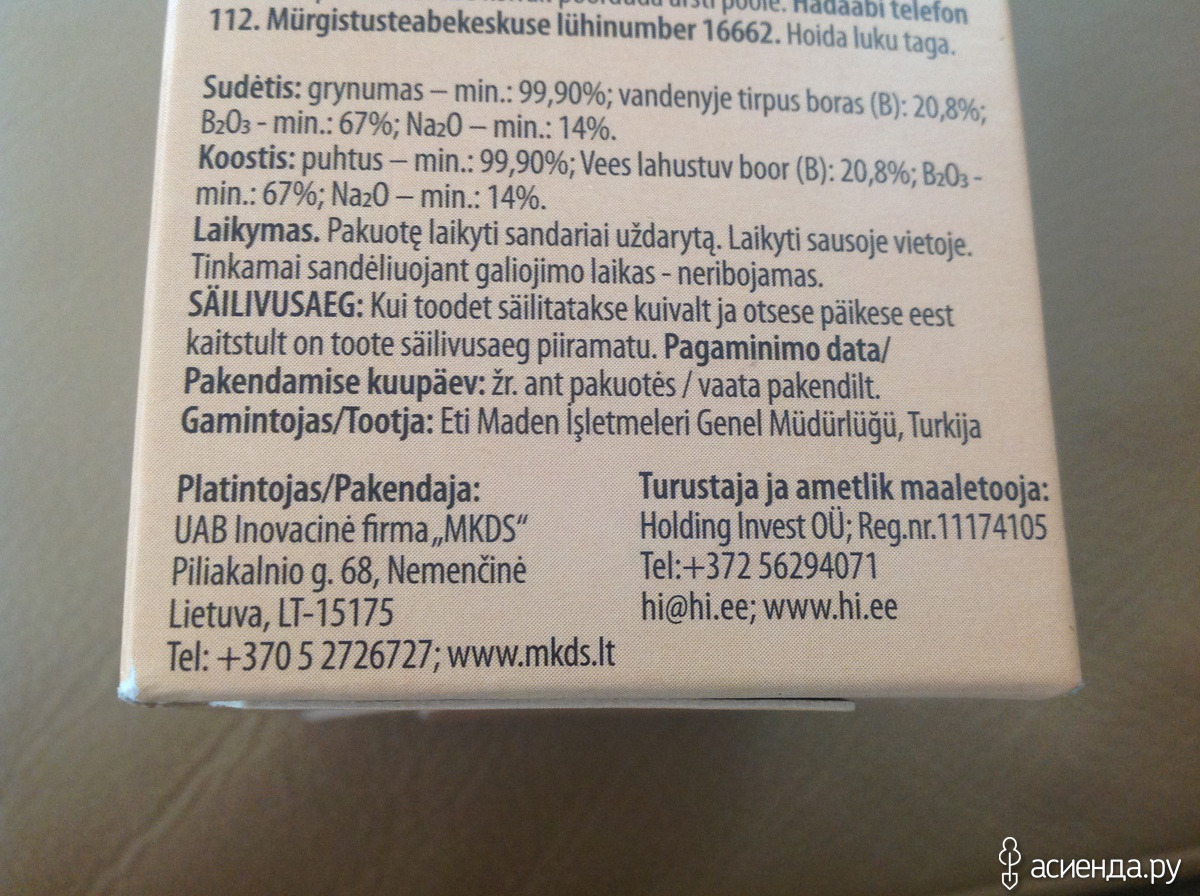 poole. Hädaabi telefon
112. Mürgistusteabekeskuse lühinumber 16662. Hoida luku taga.
Sudėtis: grynumas – min.: 99,90%; vandenyje tirpus boras (B): 20,8%;
B2O3 - min.: 67%; Na2O – min.: 14%.
Koostis: puhtus – min.: 99,90%; Vees lahustuv boor (B): 20,8%; B2O3 -
min.: 67%; Na2O – min.: 14%.
Laikymas. Pakuotę laikyti sandariai uždarytą. Laikyti sausoje vietoje.
Tinkamai sandėliuojant galiojimo laikas - neribojamas.
SÄILIVUSAEG: Kui toodet säilitatakse kuivalt ja otsese päikese eest
kaitstult on toote säilivusaeg piiramatu. Pagaminimo data/
Pakendamise kuupäev: žr. ant pakuotės / vaata pakendilt.
Gamintojas/Tootja: Eti Maden İşletmeleri Genel Müdürlüğü, Turkija
Platintojas/Pakendaja:
UAB Inovacinė firma „MKDS“
Piliakalnio g. 68, Nemenčinė
Lietuva, LT-15175
Tel: +370 5 2726727; www.mkds.lt
Turustaja ja ametlik maaletooja:
Holding Invest OÜ; Reg.nr.11174105
Tel:+372 56294071
hi@hi.ee; www.hi.ee
асиенда.ру